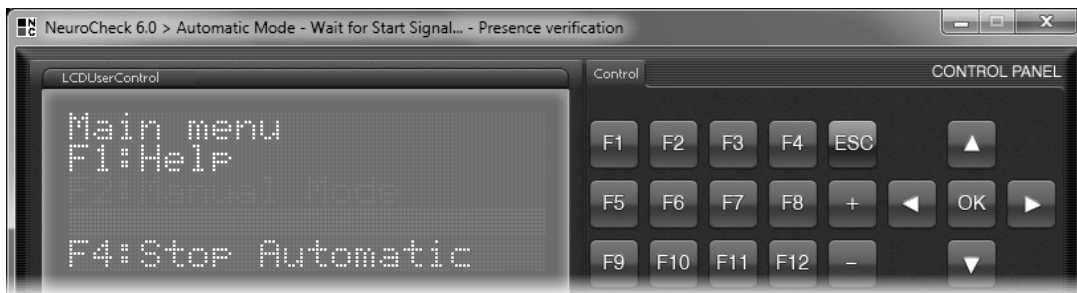 NeuroCheck 6.0 > Automatic Mode - Wait for Start Signal... - Presence verification
LCDUserControl
Main menu
F1:Help
F2:Manual Mode
F4:Stop Automatic
Control
CONTROL PANEL
F1 F2 F3 F4 ESC
F5 F6 F7 F8 + OK
F9 F10 F11 F12 -